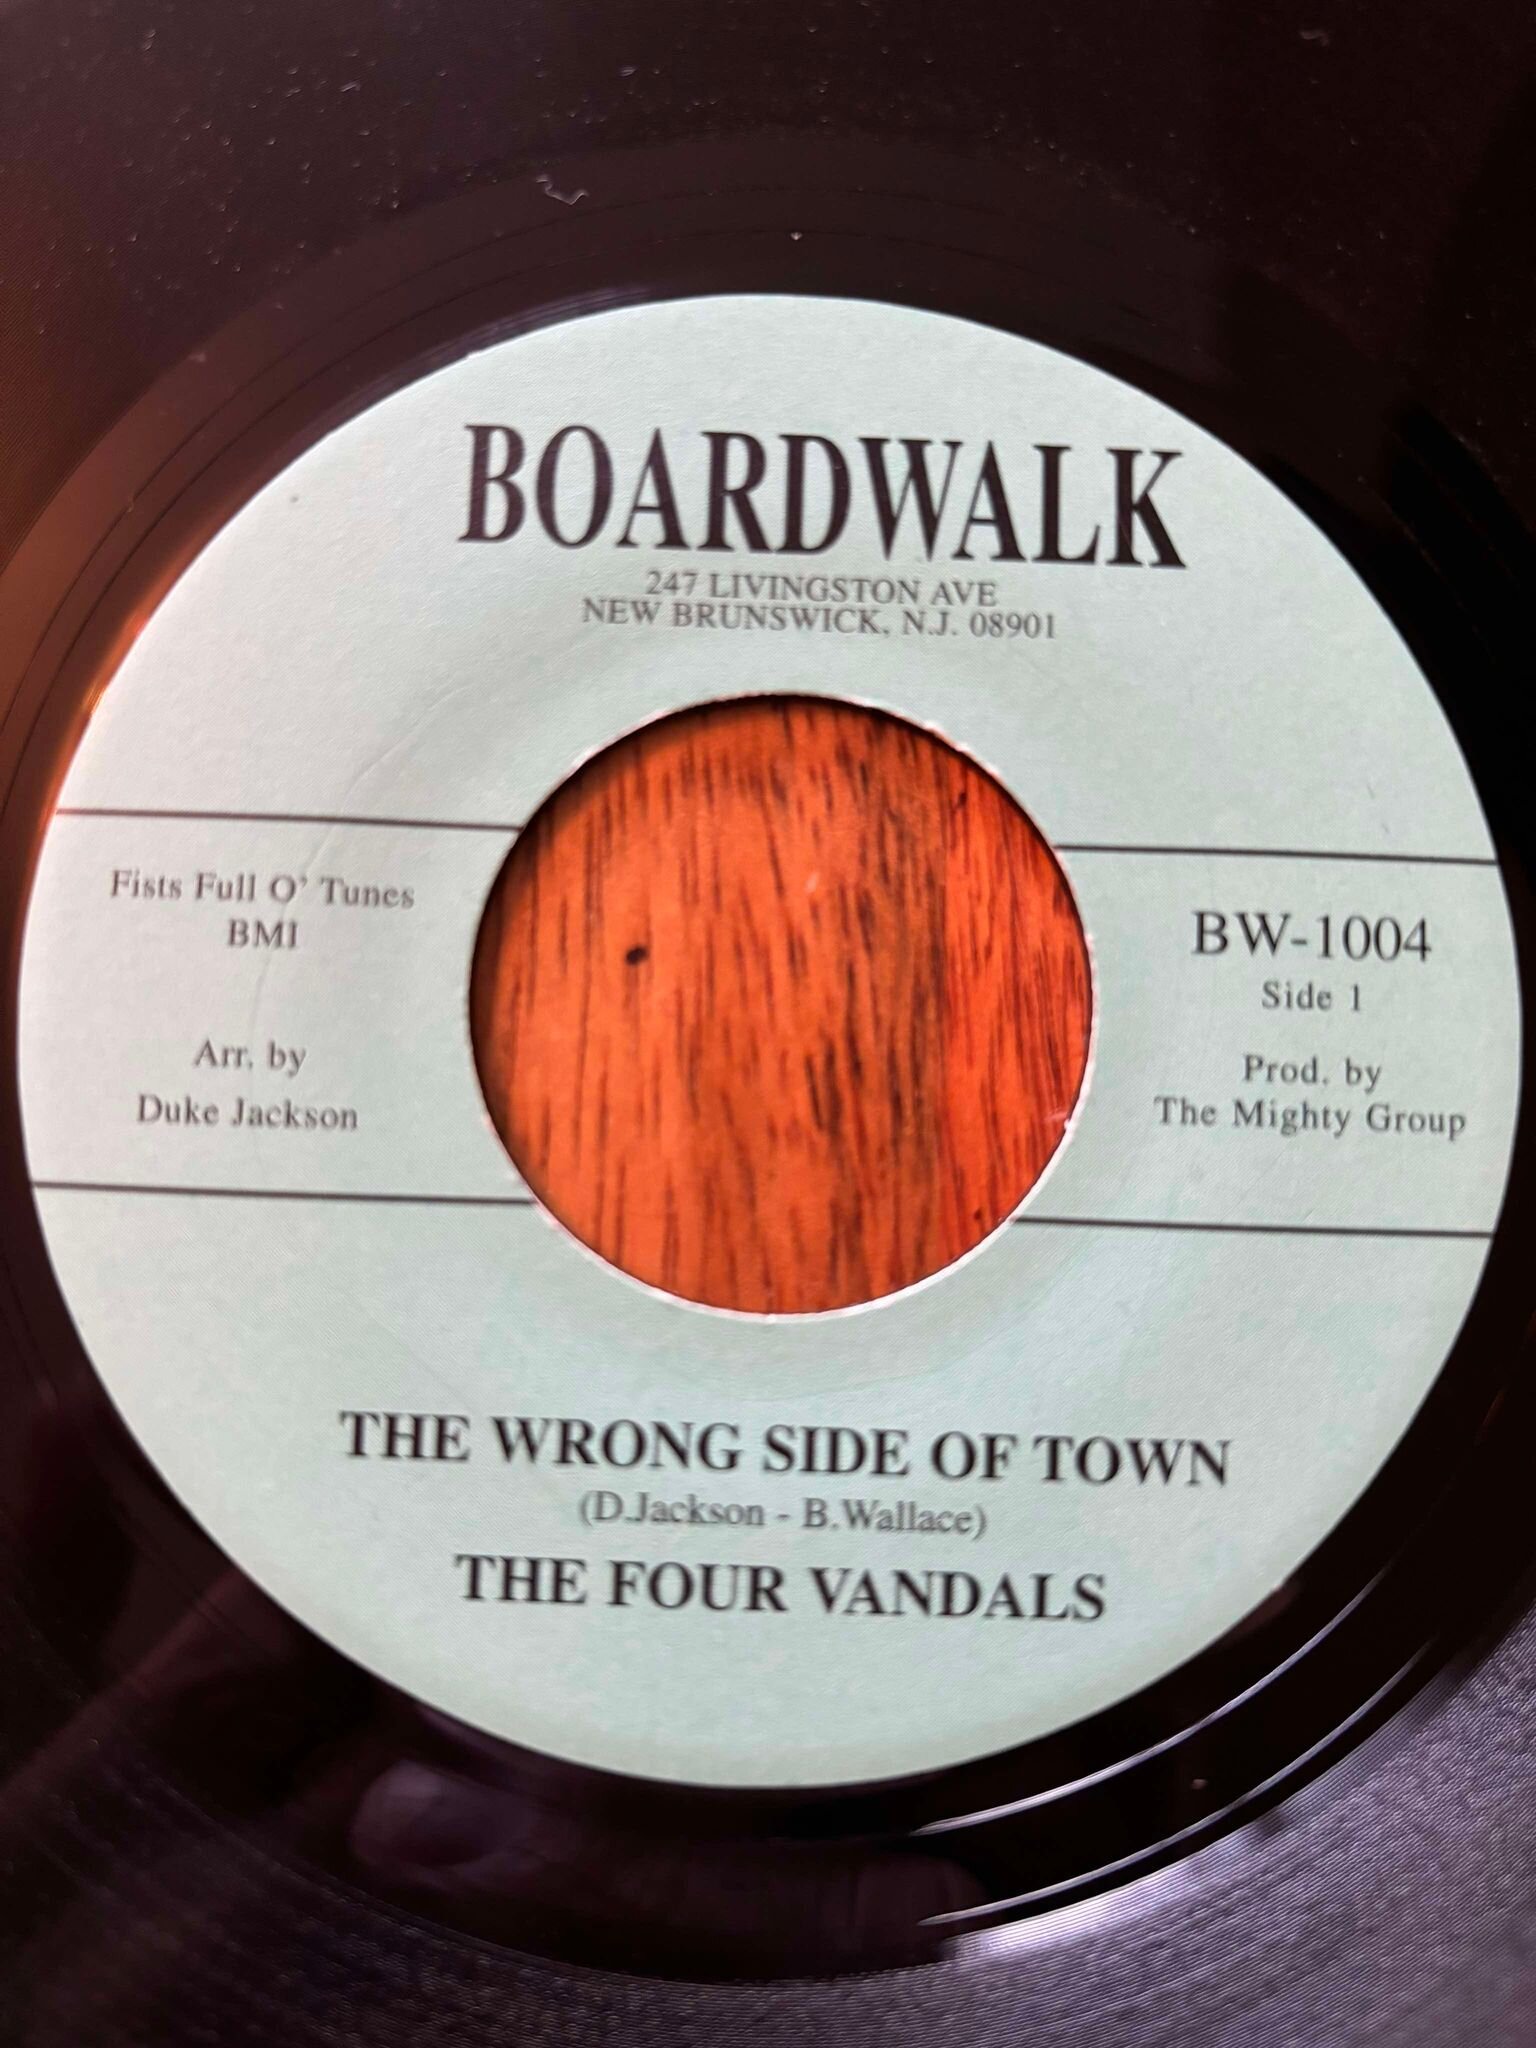 BOARDWALK
247 LIVINGSTON AVE
NEW BRUNSWICK, N.J. 08901
Fists Full O' Tunes
BMI
Arr. by
Duke Jackson
BW-1004
Side 1
Prod. by
The Mighty Group
THE WRONG SIDE OF TOWN
(D.Jackson - B.Wallace)
THE FOUR VANDALS